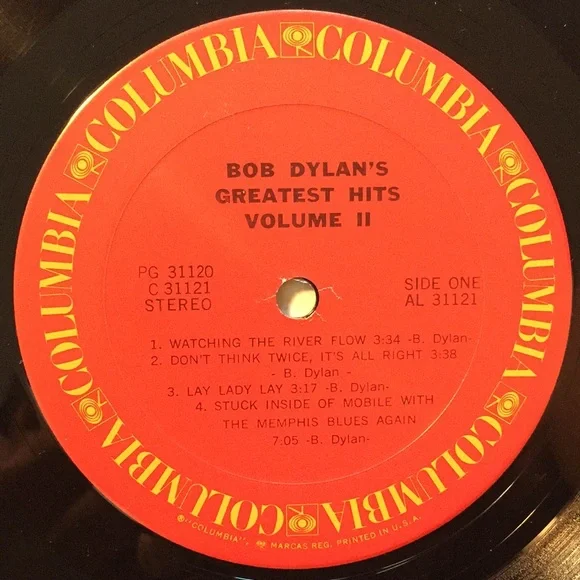 COLUMBIA COLUMBIA COLUMBIA COLUMBIA COLUMBIA COLUMBIA
BOB DYLAN'S
GREATEST HITS
VOLUME II
PG 31120
C 31121
STEREO
SIDE ONE
AL 31121
1. WATCHING THE RIVER FLOW 3:34 -B. Dylan-
2. DON'T THINK TWICE, IT'S ALL RIGHT 3:38
- B. Dylan -
3. LAY LADY LAY 3:17 -B. Dylan-
4. STUCK INSIDE OF MOBILE WITH
THE MEMPHIS BLUES AGAIN
7:05 -B. Dylan-
®"COLUMBIA", MARCAS REG. PRINTED IN U.S.A.